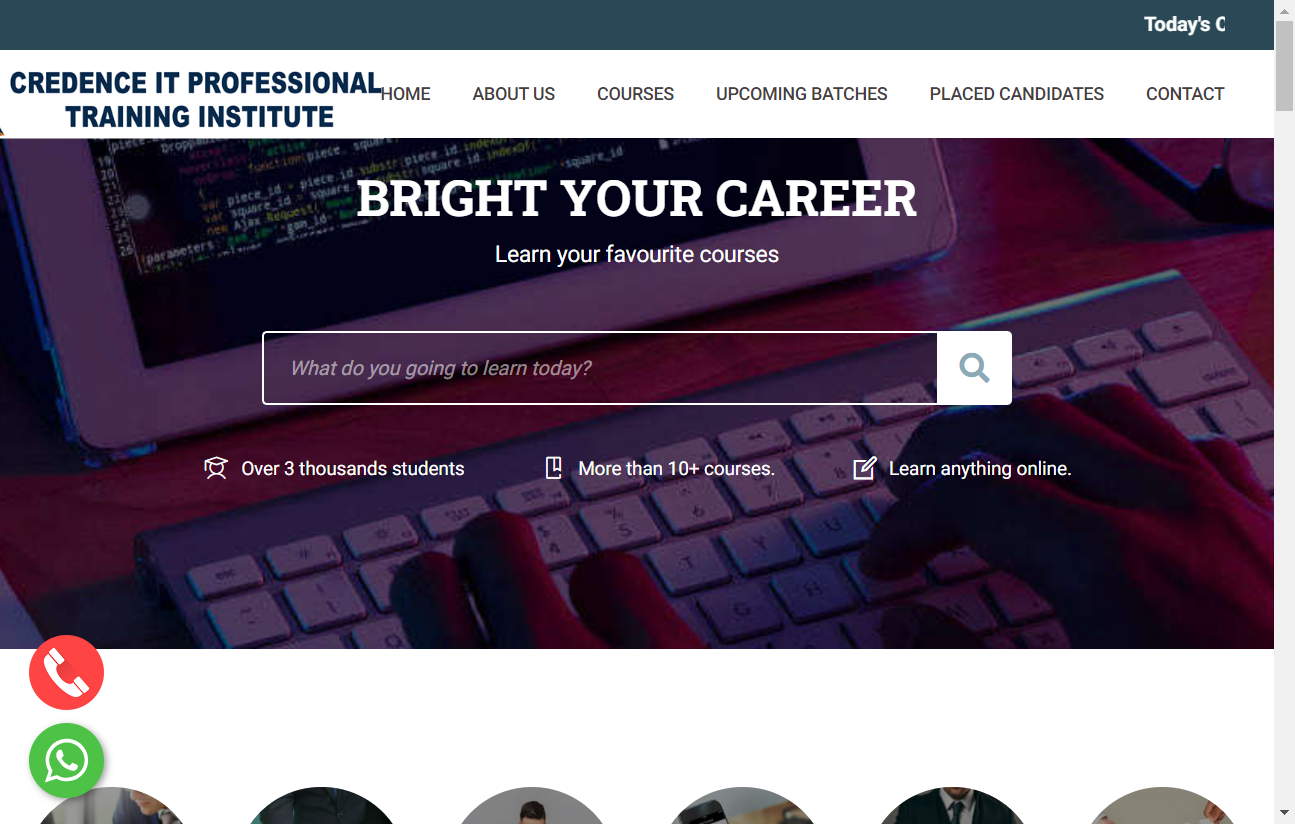 Today's
CREDENCE IT PROFESSIONAL
TRAINING INSTITUTE
HOME
ABOUT US
COURSES
UPCOMING BATCHES
PLACED CANDIDATES
CONTACT
BRIGHT YOUR CAREER
Learn your favourite courses
What do you going to learn today?
Over 3 thousands students
More than 10+ courses.
Learn anything online.